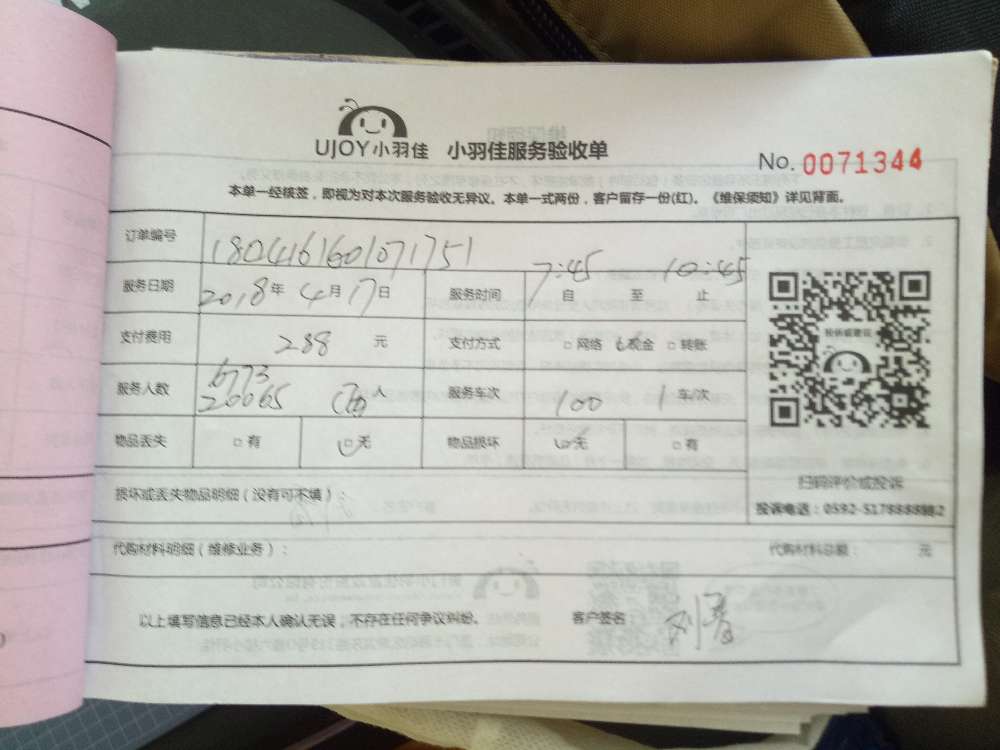 UJOY小羽佳 小羽佳服务验收单
No. 0071344
本单一经核签，即视为对本次服务验收无异议。本单一式两份，客户留存一份(红)。《维保须知》详见背面。
订单编号 1804161601071751
服务日期 2018年 4月 17日 服务时间 7:45 自 至 10:45 止
支付费用 288 元 支付方式 □网络 □现金 □转账
服务人数 6773 20065 人 服务车次 100 1 车/次
物品丢失 □有 □无 物品损坏 □无 □有
损坏或丢失物品明细（没有可不填）：
扫码评价或投诉
投诉电话：0592-5178888882
代购材料明细（维修业务）： 代购材料总额： 元
以上填写信息已经本人确认无误，不存在任何争议纠纷。 客户签名